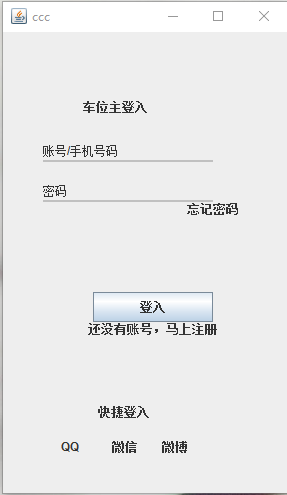 ccc
车位主登入
账号/手机号码
密码
忘记密码
登入
还没有账号，马上注册
快捷登入
QQ 微信 微博